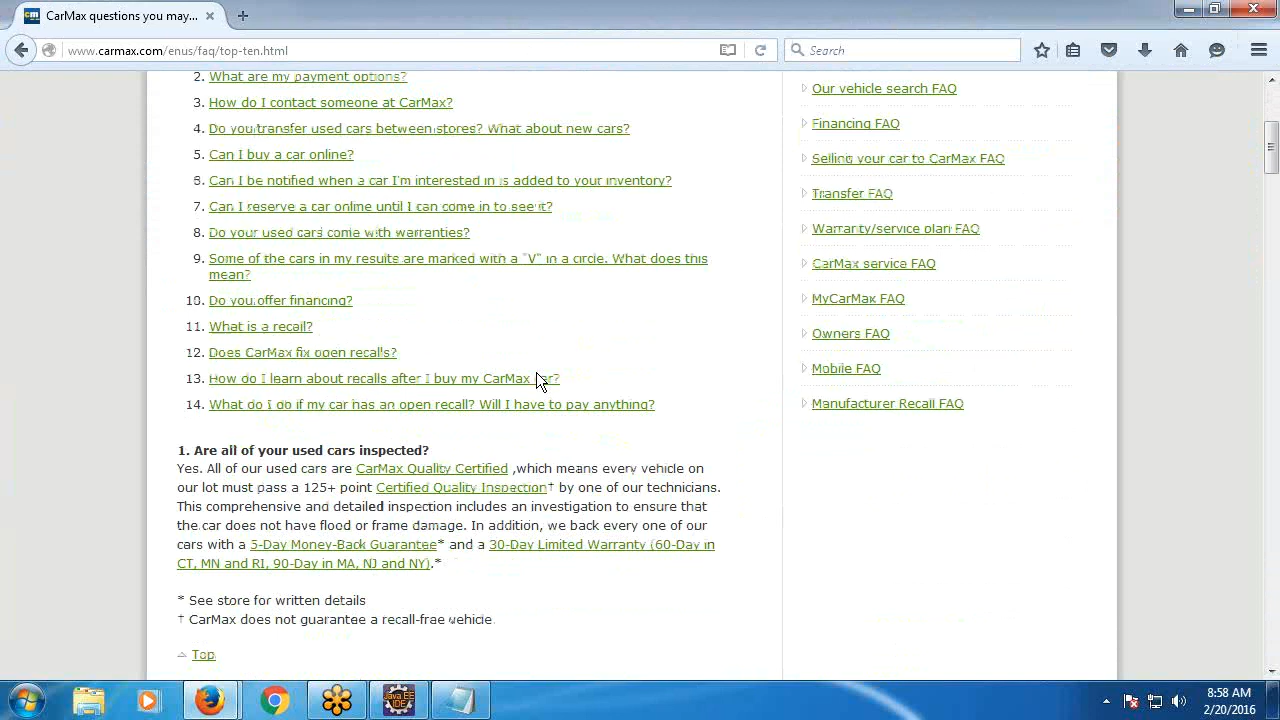 CarMax questions you may...
www.carmax.com/enus/faq/top-ten.html
Search
2. What are my payment options?
3. How do I contact someone at CarMax?
4. Do you transfer used cars between stores? What about new cars?
5. Can I buy a car online?
6. Can I be notified when a car I'm interested in is added to your inventory?
7. Can I reserve a car online until I can come in to see it?
8. Do your used cars come with warrenties?
9. Some of the cars in my results are marked with a "V" in a circle. What does this
mean?
10. Do you offer financing?
11. What is a recall?
12. Does CarMax fix open recalls?
13. How do I learn about recalls after I buy my CarMax car?
14. What do I do if my car has an open recall? Will I have to pay anything?
1. Are all of your used cars inspected?
Yes. All of our used cars are CarMax Quality Certified ,which means every vehicle on
our lot must pass a 125+ point Certified Quality Inspection† by one of our technicians.
This comprehensive and detailed inspection includes an investigation to ensure that
the car does not have flood or frame damage. In addition, we back every one of our
cars with a 5-Day Money-Back Guarantee* and a 30-Day Limited Warranty (60-Day in
CT, MN and RI, 90-Day in MA, NJ and NY).*
* See store for written details
† CarMax does not guarantee a recall-free vehicle
Top
Our vehicle search FAQ
Financing FAQ
Selling your car to CarMax FAQ
Transfer FAQ
Warranty/service plan FAQ
CarMax service FAQ
MyCarMax FAQ
Owners FAQ
Mobile FAQ
Manufacturer Recall FAQ
Java EE
IDE
8:58 AM
2/20/2016